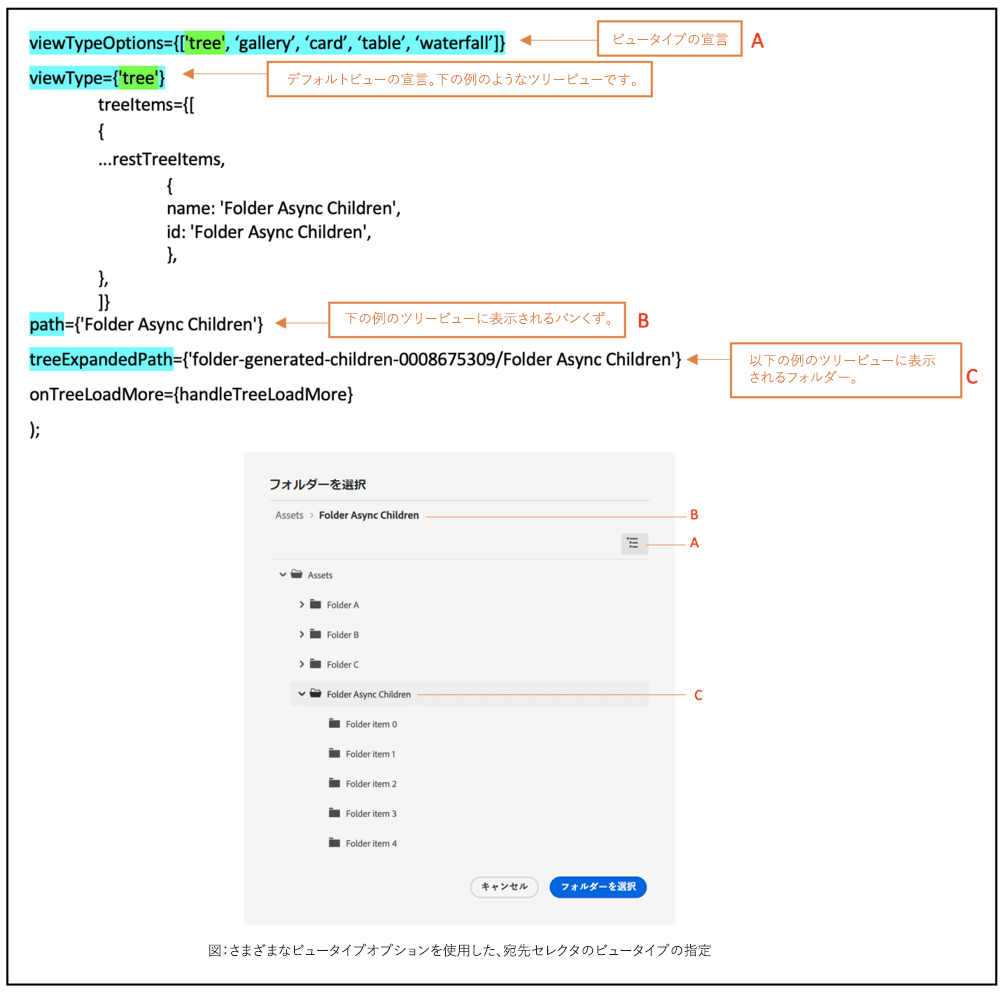 viewTypeOptions={['tree', ‘gallery’, ‘card’, ‘table’, ‘waterfall’]}
ビュータイプの宣言
A
viewType={'tree'}
デフォルトビューの宣言。下の例のようなツリービューです。
treeItems={[
{
...restTreeItems,
{
name: 'Folder Async Children',
id: 'Folder Async Children',
},
},
]}
path={'Folder Async Children'}
下の例のツリービューに表示されるパンくず。
B
treeExpandedPath={'folder-generated-children-0008675309/Folder Async Children'}
以下の例のツリービューに表示
されるフォルダー。
C
onTreeLoadMore={handleTreeLoadMore}
);
フォルダーを選択
Assets > Folder Async Children
B
A
Assets
Folder A
Folder B
Folder C
Folder Async Children
C
Folder item 0
Folder item 1
Folder item 2
Folder item 3
Folder item 4
キャンセル
フォルダーを選択
図：さまざまなビュータイプオプションを使用した、宛先セレクタのビュータイプの指定